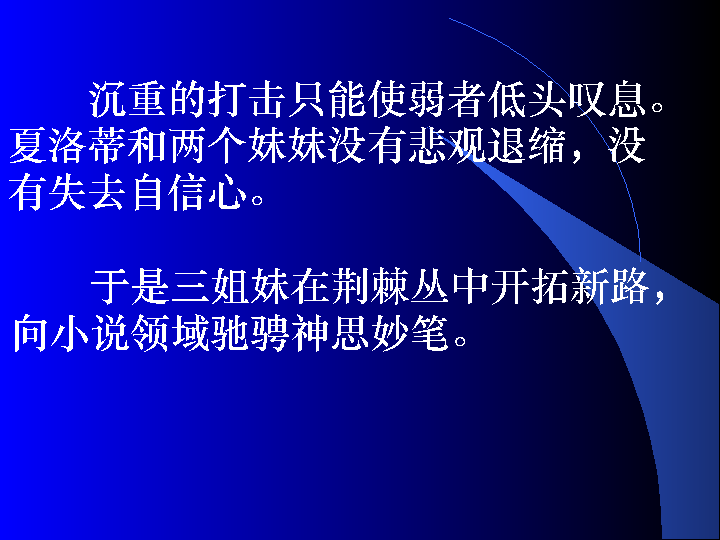 沉重的打击只能使弱者低头叹息。
夏洛蒂和两个妹妹没有悲观退缩，没
有失去自信心。
于是三姐妹在荆棘丛中开拓新路，
向小说领域驰骋神思妙笔。